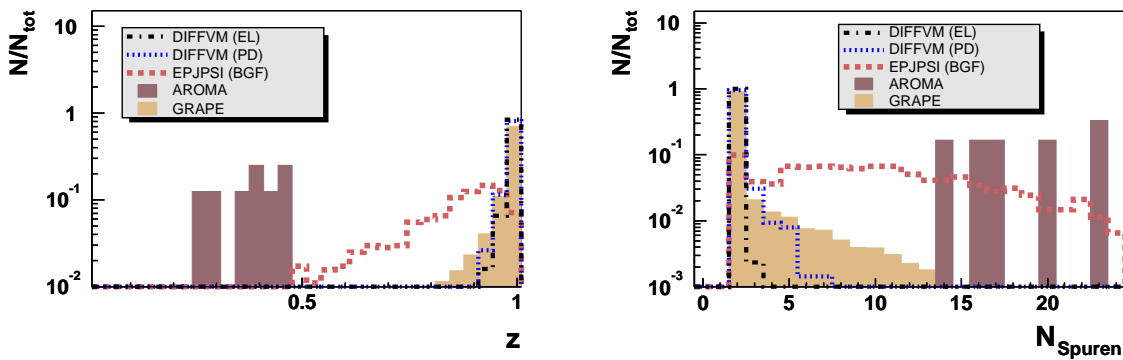 N/N_tot
10
1
10^-1
10^-2
DIFFVM (EL)
DIFFVM (PD)
EPJPSI (BGF)
AROMA
GRAPE
0.5
1
z
N/N_tot
10
1
10^-1
10^-2
10^-3
DIFFVM (EL)
DIFFVM (PD)
EPJPSI (BGF)
AROMA
GRAPE
0
5
10
15
20
N_Spuren